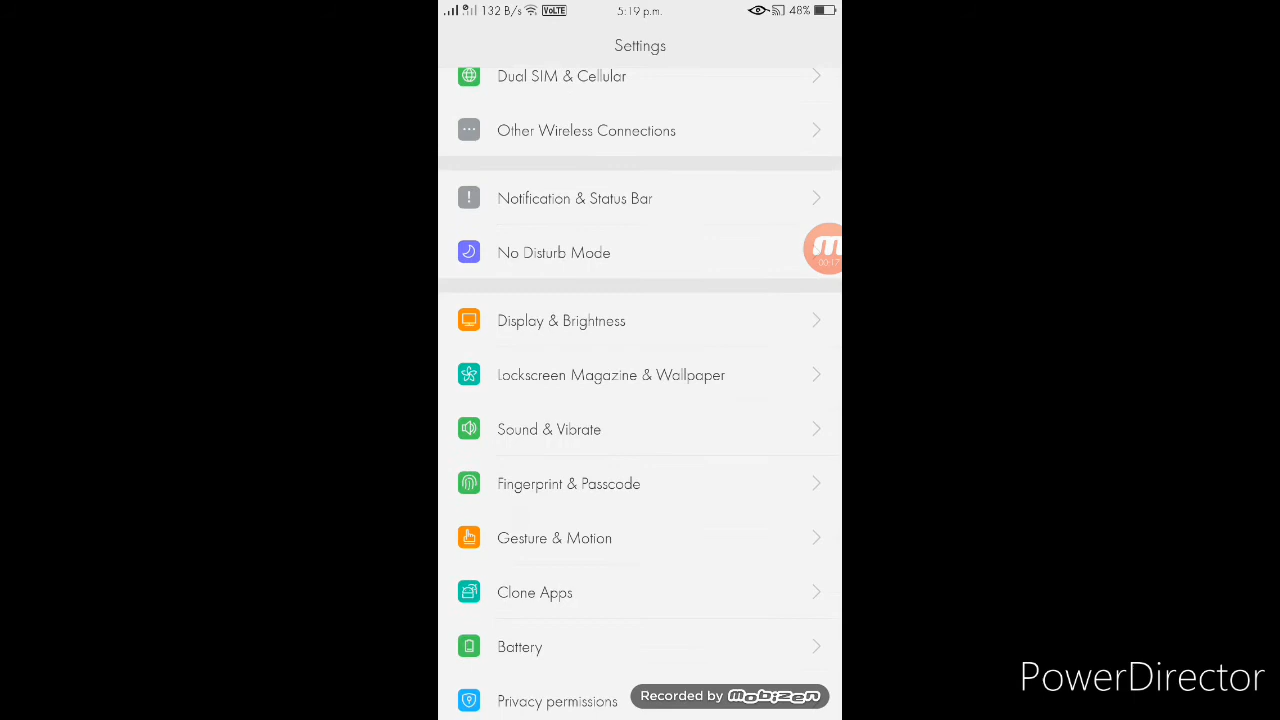 132 B/s VoLTE 5:19 p.m. 48%
Settings
Dual SIM & Cellular
Other Wireless Connections
Notification & Status Bar
No Disturb Mode
00:17
Display & Brightness
Lockscreen Magazine & Wallpaper
Sound & Vibrate
Fingerprint & Passcode
Gesture & Motion
Clone Apps
Battery
Privacy permissions
Recorded by mobizen
PowerDirector